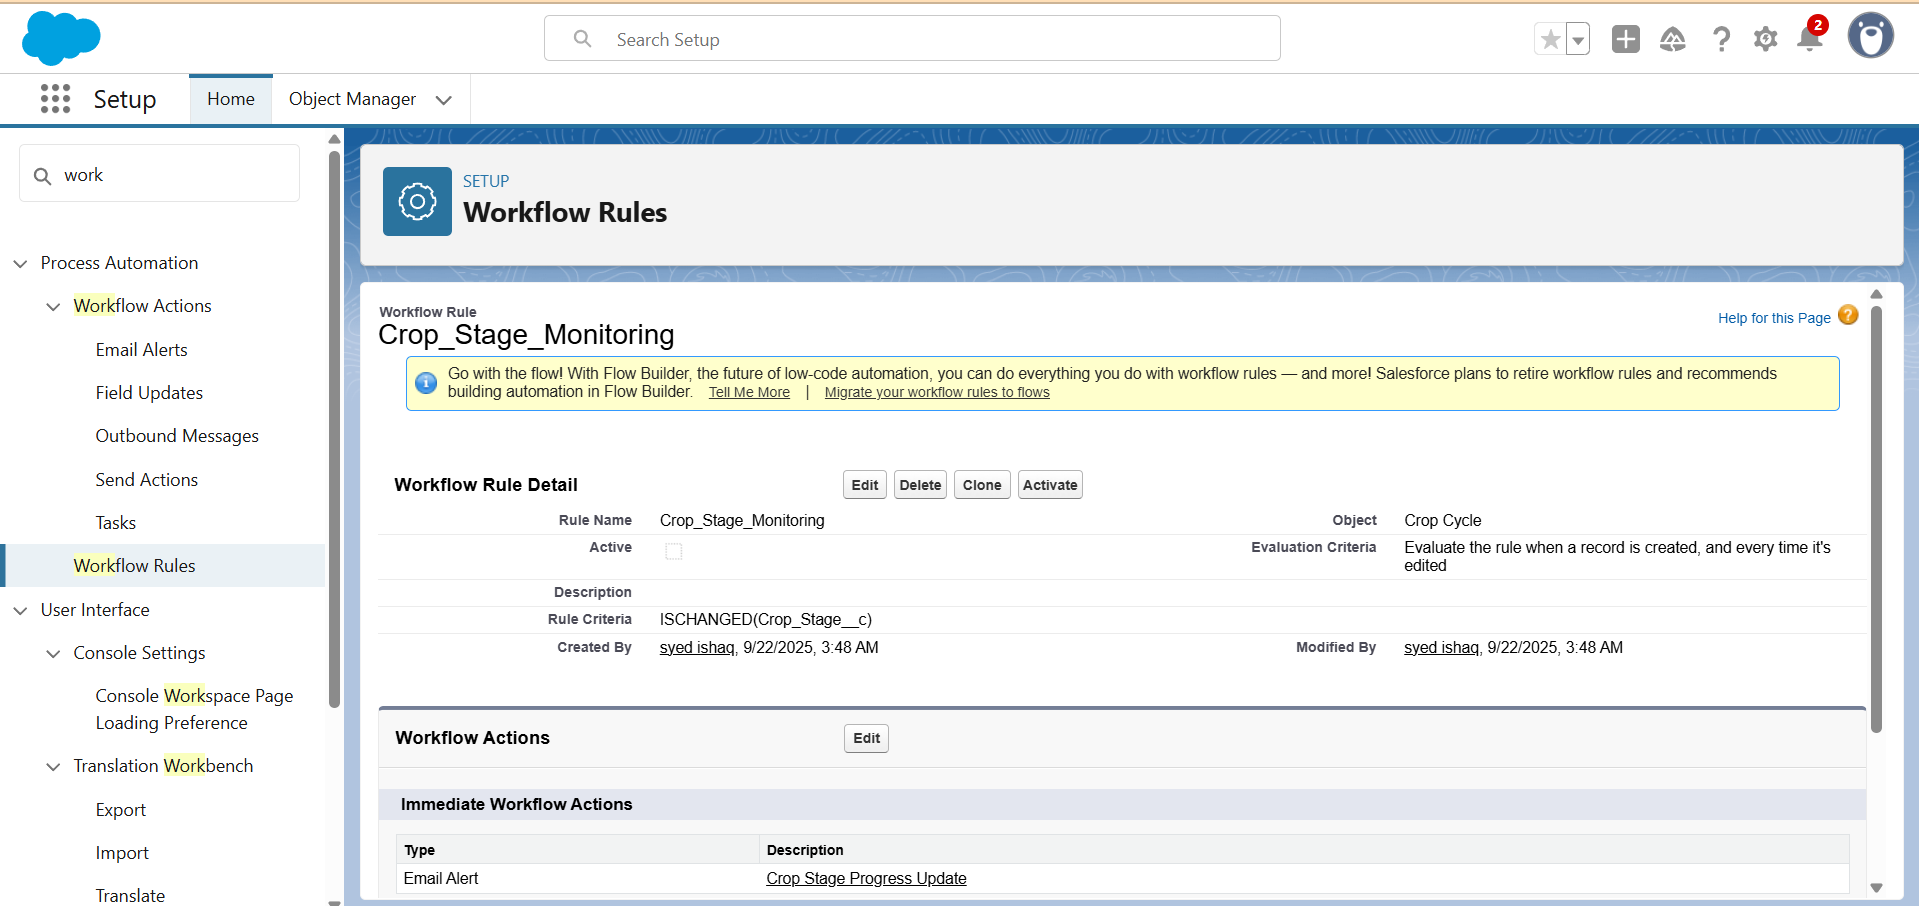 Search Setup
2
Setup
Home
Object Manager
work
Process Automation
Workflow Actions
Email Alerts
Field Updates
Outbound Messages
Send Actions
Tasks
Workflow Rules
User Interface
Console Settings
Console Workspace Page
Loading Preference
Translation Workbench
Export
Import
Translate
SETUP
Workflow Rules
Workflow Rule
Crop_Stage_Monitoring
Help for this Page ?
Go with the flow! With Flow Builder, the future of low-code automation, you can do everything you do with workflow rules — and more! Salesforce plans to retire workflow rules and recommends
building automation in Flow Builder. Tell Me More | Migrate your workflow rules to flows
Workflow Rule Detail Edit Delete Clone Activate
Rule Name Crop_Stage_Monitoring Object Crop Cycle
Active Evaluation Criteria Evaluate the rule when a record is created, and every time it's
edited
Description
Rule Criteria ISCHANGED(Crop_Stage__c)
Created By syed ishaq, 9/22/2025, 3:48 AM Modified By syed ishaq, 9/22/2025, 3:48 AM
Workflow Actions Edit
Immediate Workflow Actions
Type Description
Email Alert Crop Stage Progress Update